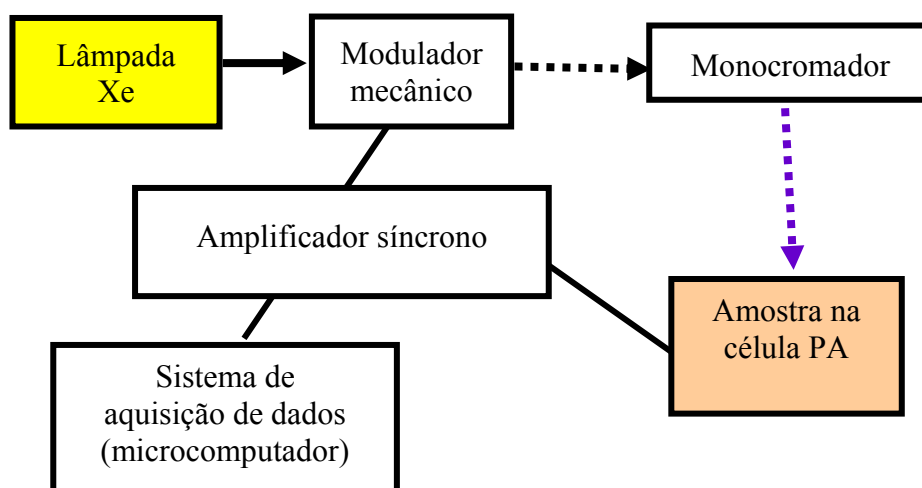 Lâmpada
Xe
Modulador
mecânico
Monocromador
Amplificador síncrono
Amostra na
célula PA
Sistema de
aquisição de dados
(microcomputador)